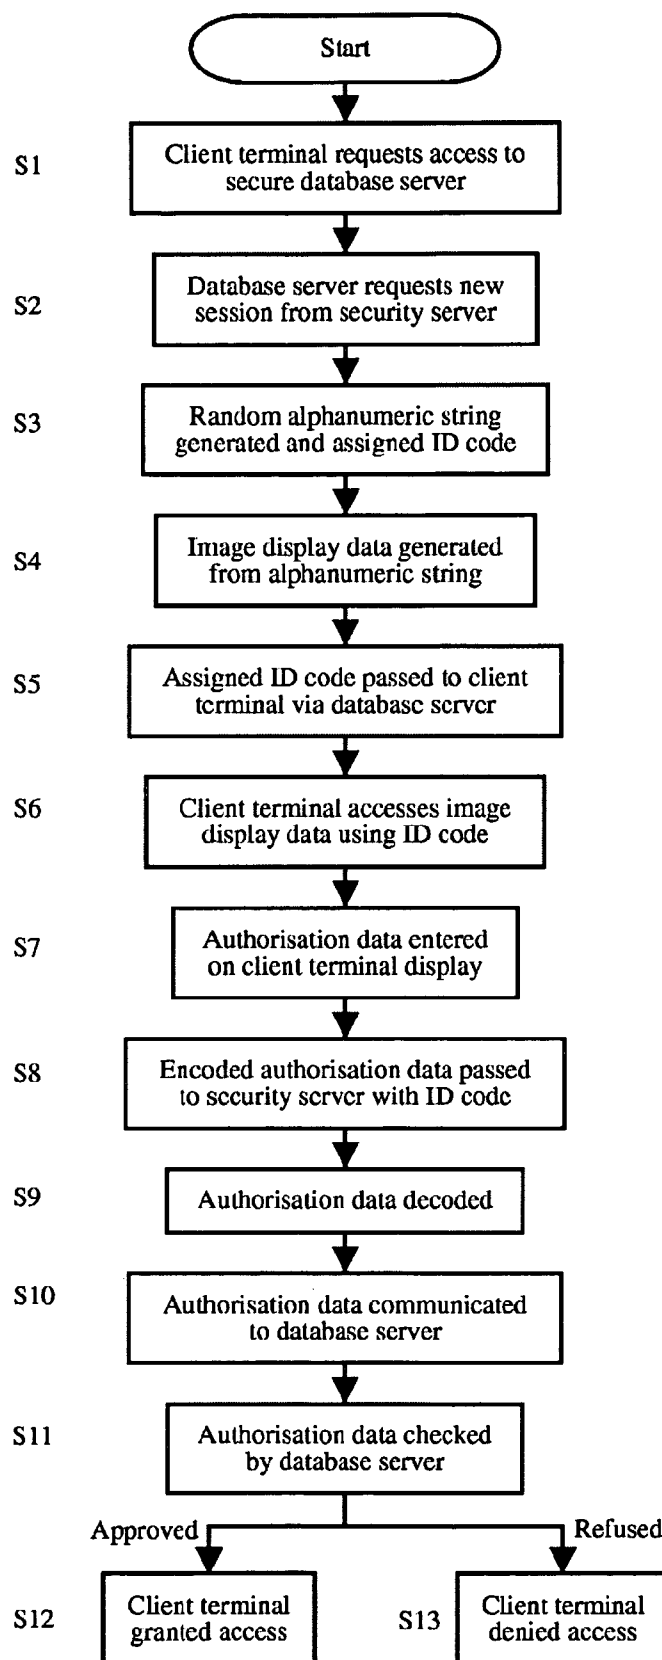 Start
S1
Client terminal requests access to
secure database server
S2
Database server requests new
session from security server
S3
Random alphanumeric string
generated and assigned ID code
S4
Image display data generated
from alphanumeric string
S5
Assigned ID code passed to client
terminal via database server
S6
Client terminal accesses image
display data using ID code
S7
Authorisation data entered
on client terminal display
S8
Encoded authorisation data passed
to security server with ID code
S9
Authorisation data decoded
S10
Authorisation data communicated
to database server
S11
Authorisation data checked
by database server
Approved
Refused
S12
Client terminal
granted access
S13
Client terminal
denied access